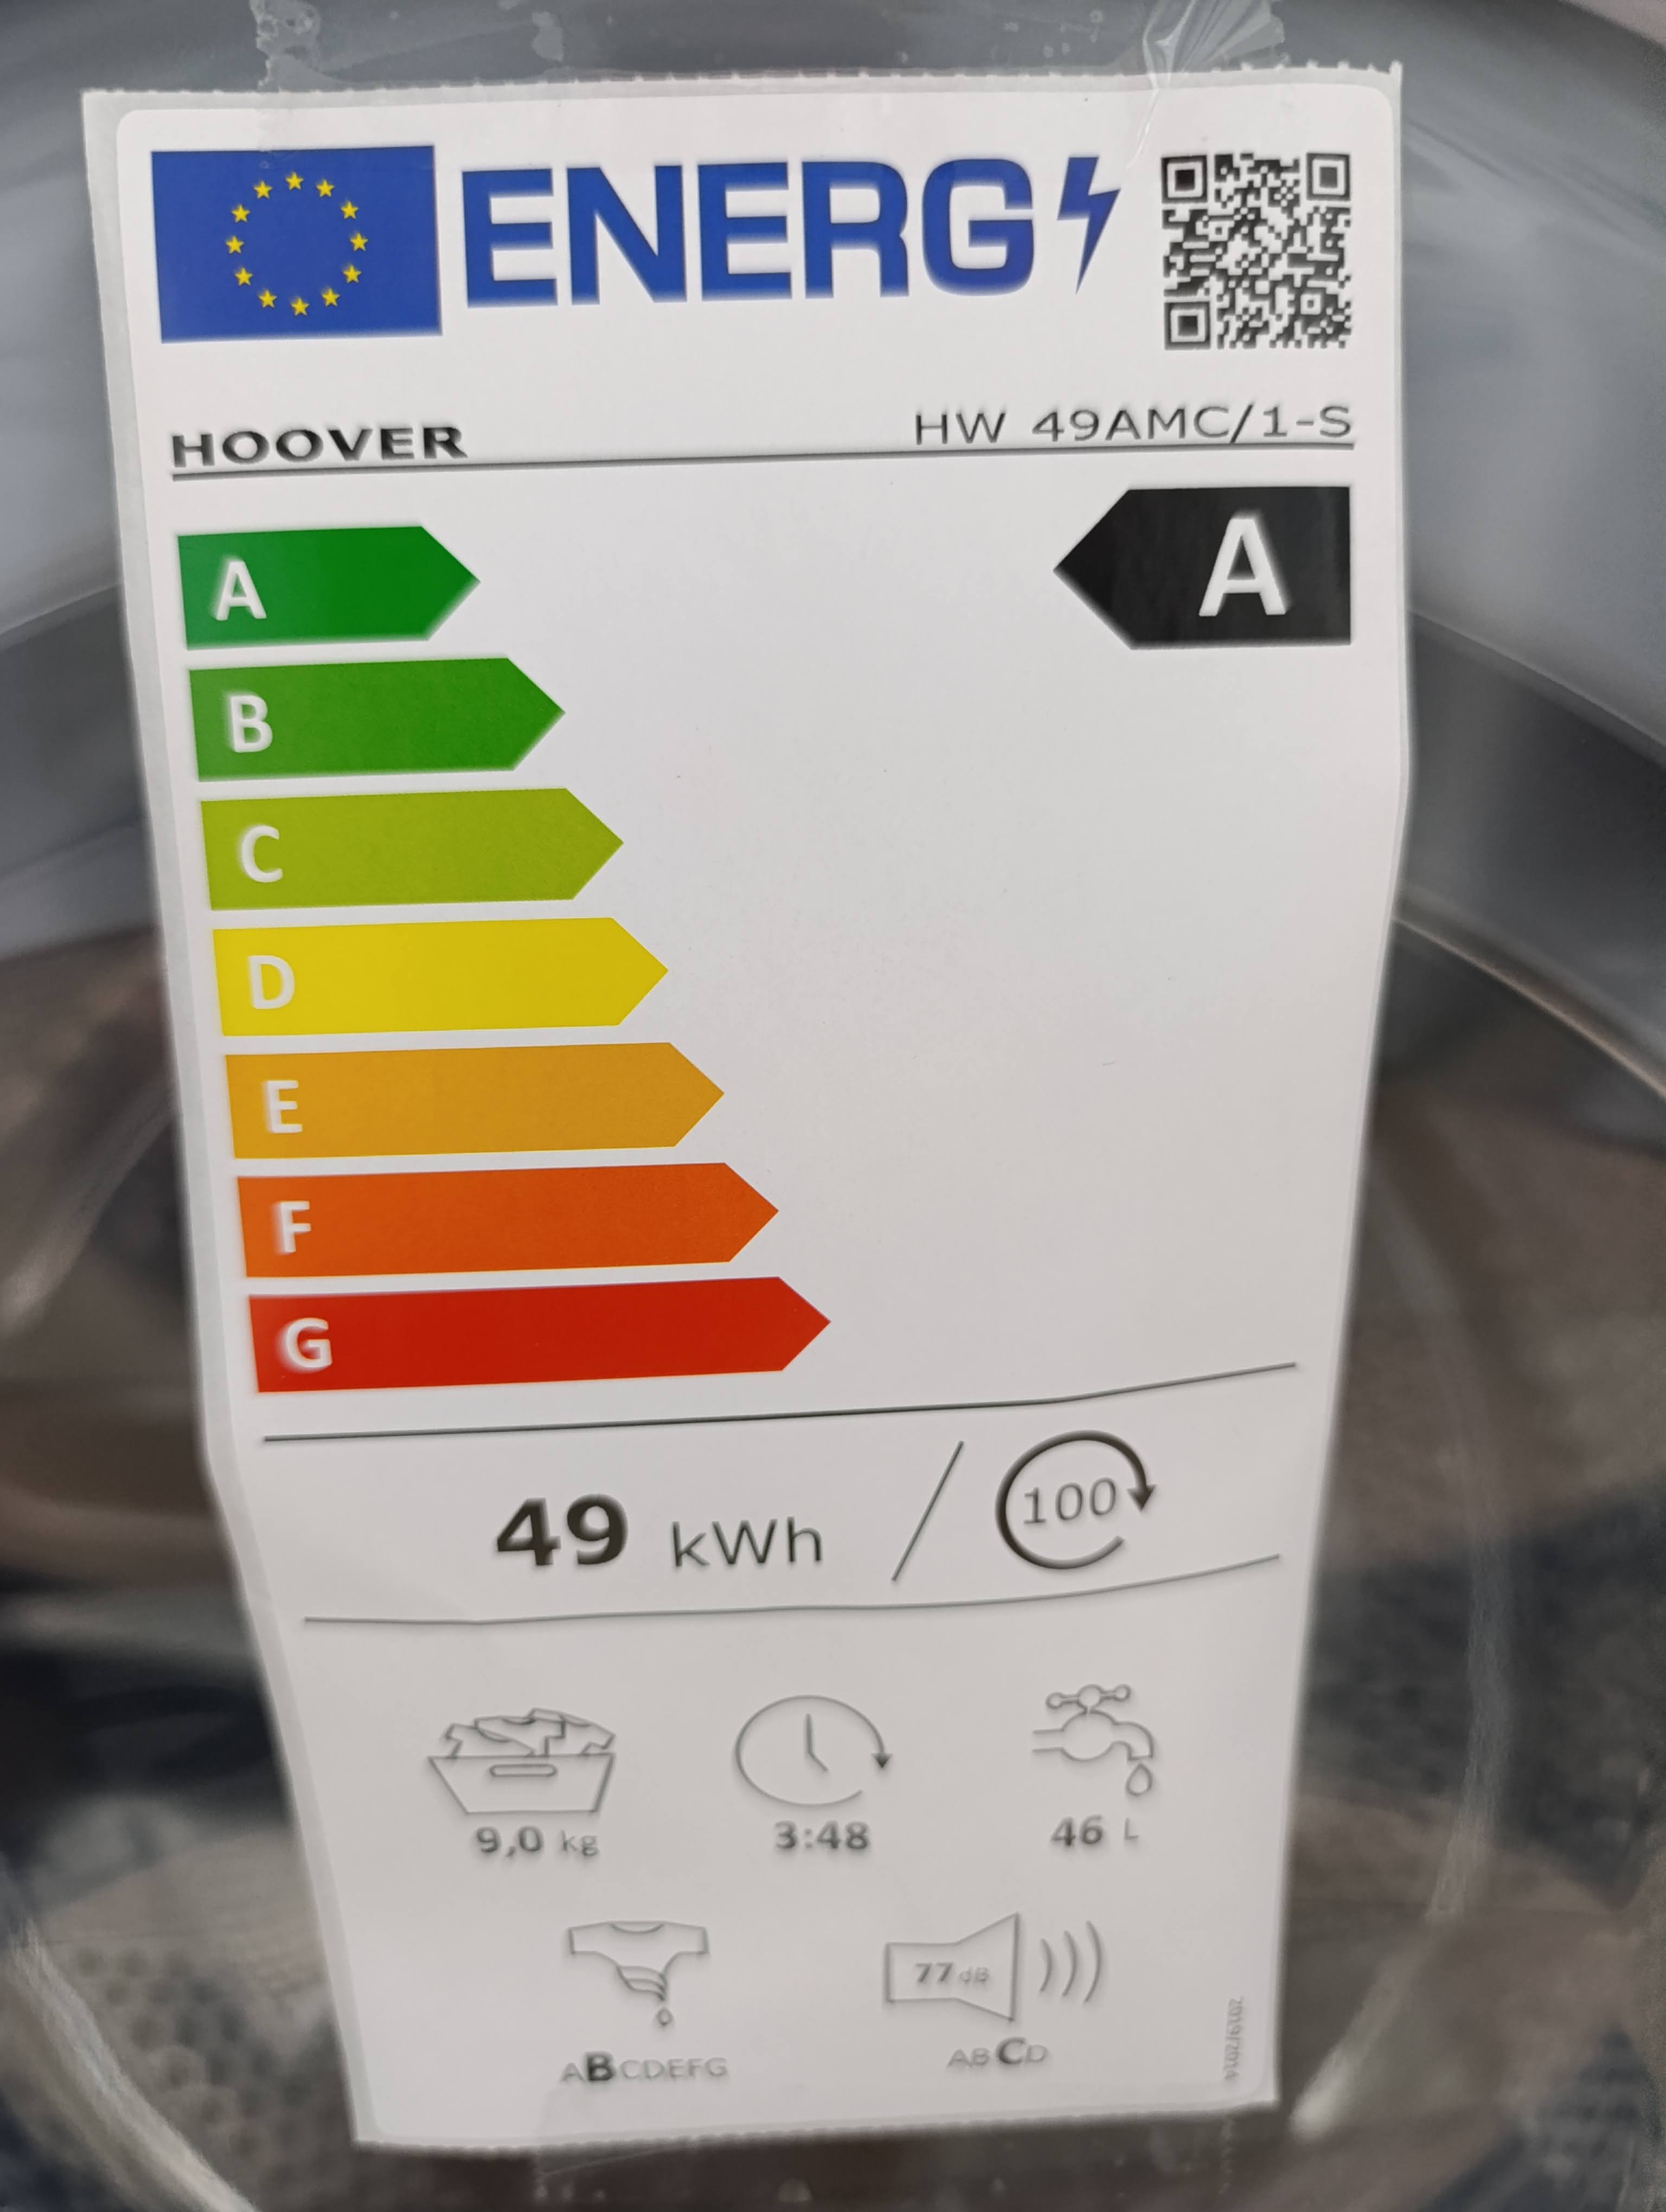 ENERG
HOOVER HW 49AMC/1-S
A A
B
C
D
E
F
G
49 kWh / 100
9,0 kg 3:48 46 L
77 dB
ABCDEFG ABCD
2019/2014